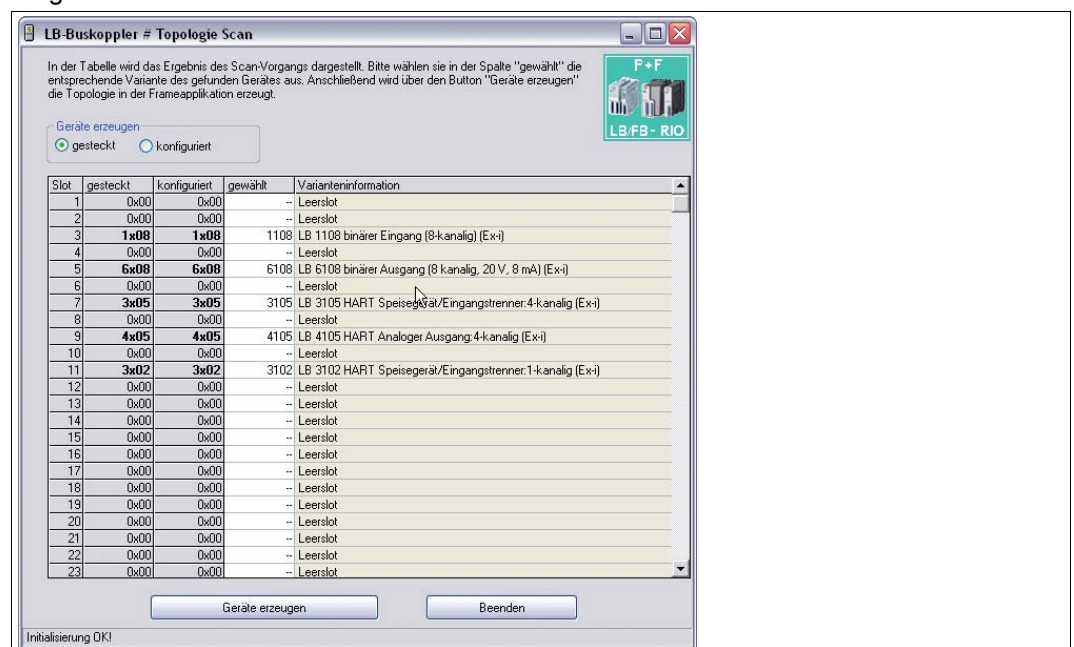 LB-Buskoppler # Topologie Scan
In der Tabelle wird das Ergebnis des Scan-Vorgangs dargestellt. Bitte wählen sie in der Spalte "gewählt" die
entsprechende Variante des gefunden Gerätes aus. Anschließend wird über den Button "Geräte erzeugen"
die Topologie in der Frameapplikation erzeugt.
P+F
LB/FB- RIO
Geräte erzeugen
gesteckt konfiguriert
Slot gesteckt konfiguriert gewählt Varianteninformation
1 0x00 0x00 -- Leerslot
2 0x00 0x00 -- Leerslot
3 1x08 1x08 1108 LB 1108 binärer Eingang (8-kanalig) (Ex-i)
4 0x00 0x00 -- Leerslot
5 6x08 6x08 6108 LB 6108 binärer Ausgang (8 kanalig, 20 V, 8 mA) (Ex-i)
6 0x00 0x00 -- Leerslot
7 3x05 3x05 3105 LB 3105 HART Speisegerät/Eingangstrenner:4-kanalig (Ex-i)
8 0x00 0x00 -- Leerslot
9 4x05 4x05 4105 LB 4105 HART Analoger Ausgang:4-kanalig (Ex-i)
10 0x00 0x00 -- Leerslot
11 3x02 3x02 3102 LB 3102 HART Speisegerät/Eingangstrenner:1-kanalig (Ex-i)
12 0x00 0x00 -- Leerslot
13 0x00 0x00 -- Leerslot
14 0x00 0x00 -- Leerslot
15 0x00 0x00 -- Leerslot
16 0x00 0x00 -- Leerslot
17 0x00 0x00 -- Leerslot
18 0x00 0x00 -- Leerslot
19 0x00 0x00 -- Leerslot
20 0x00 0x00 -- Leerslot
21 0x00 0x00 -- Leerslot
22 0x00 0x00 -- Leerslot
23 0x00 0x00 -- Leerslot
Geräte erzeugen Beenden
Initialisierung OK!